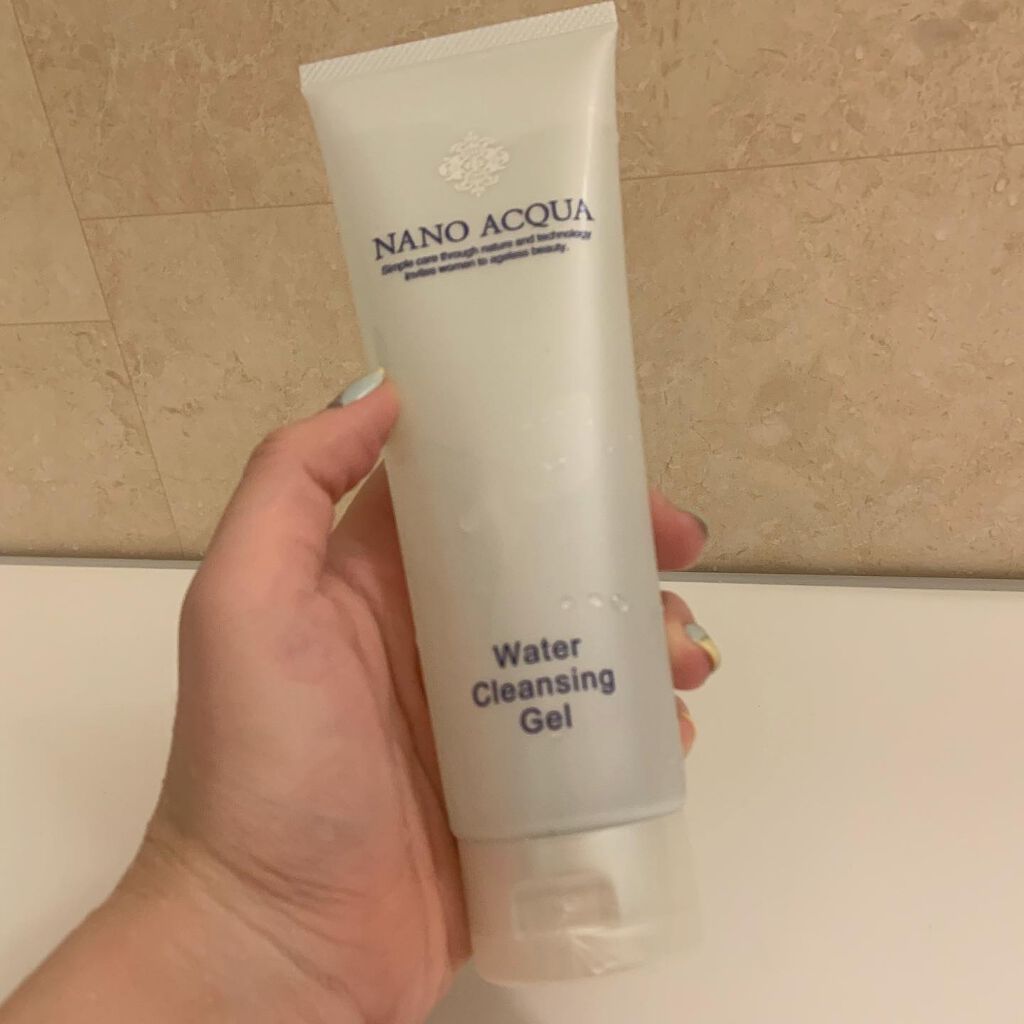 NANO ACQUA
Simple care through nature and technology
invites women to ageless beauty.
Water
Cleansing
Gel